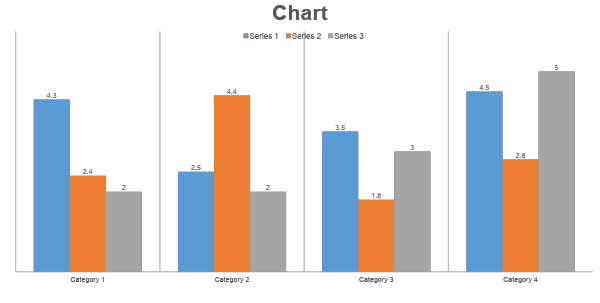 Chart
Series 1 Series 2 Series 3
4.3 2.4 2 2.5 4.4 2 3.5 1.8 3 4.5 2.8 5
Category 1 Category 2 Category 3 Category 4